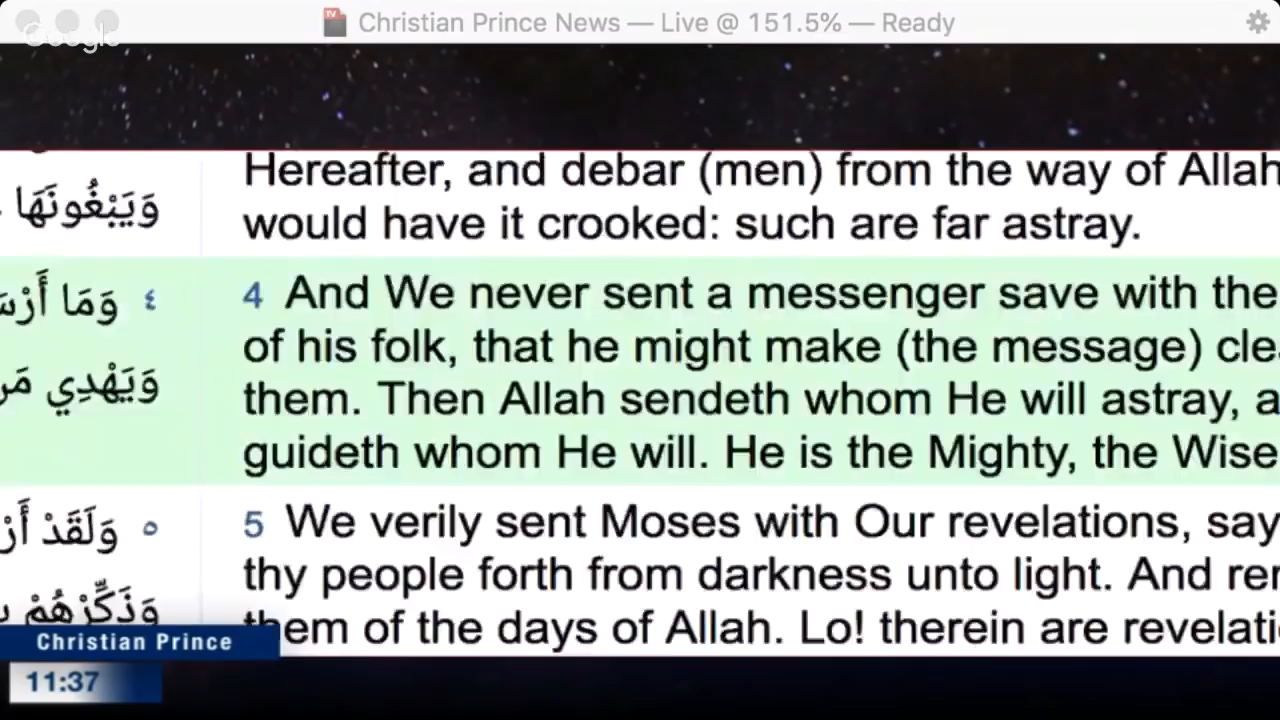 Christian Prince News — Live @ 151.5% — Ready
Google
Hereafter, and debar (men) from the way of Allah
would have it crooked: such are far astray.
وَيَبْغُونَهَا
4 And We never sent a messenger save with the
of his folk, that he might make (the message) cle
them. Then Allah sendeth whom He will astray, a
guideth whom He will. He is the Mighty, the Wise
٤ وَمَا أَرْسَ
وَيَهْدِي مَن
5 We verily sent Moses with Our revelations, say
thy people forth from darkness unto light. And rer
them of the days of Allah. Lo! therein are revelati
٥ وَلَقَدْ أَرْ
وَذَكِّرْهُمْ
Christian Prince
11:37